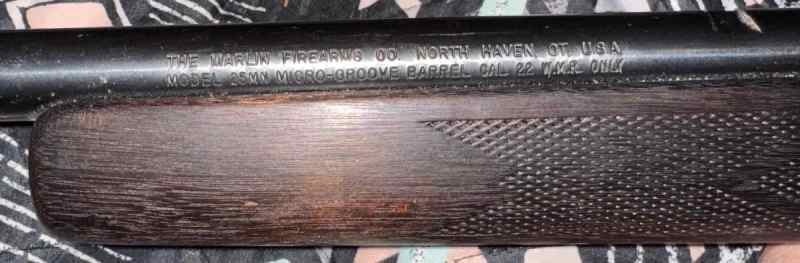 THE MARLIN FIREARMS CO. NORTH HAVEN, CT. U.S.A.
MODEL 25MN MICRO-GROOVE BARREL CAL. 22 W.M.R. ONLY